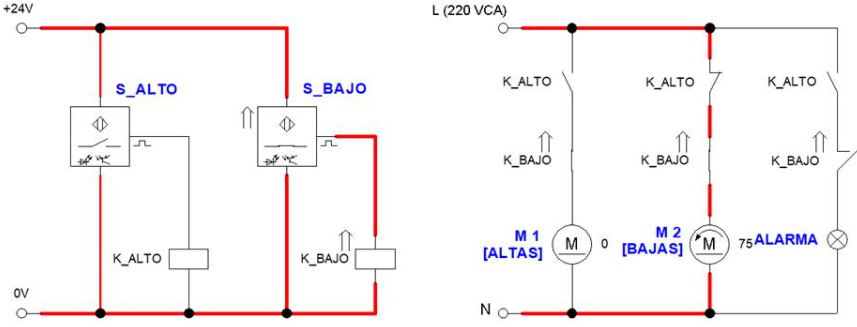 +24V
L (220 VCA)
S_ALTO
S_BAJO
K_ALTO
K_ALTO
K_ALTO
K_BAJO
K_BAJO
K_BAJO
M 1
[ALTAS]
M
0
M 2
[BAJAS]
M
75
ALARMA
K_ALTO
K_BAJO
0V
N